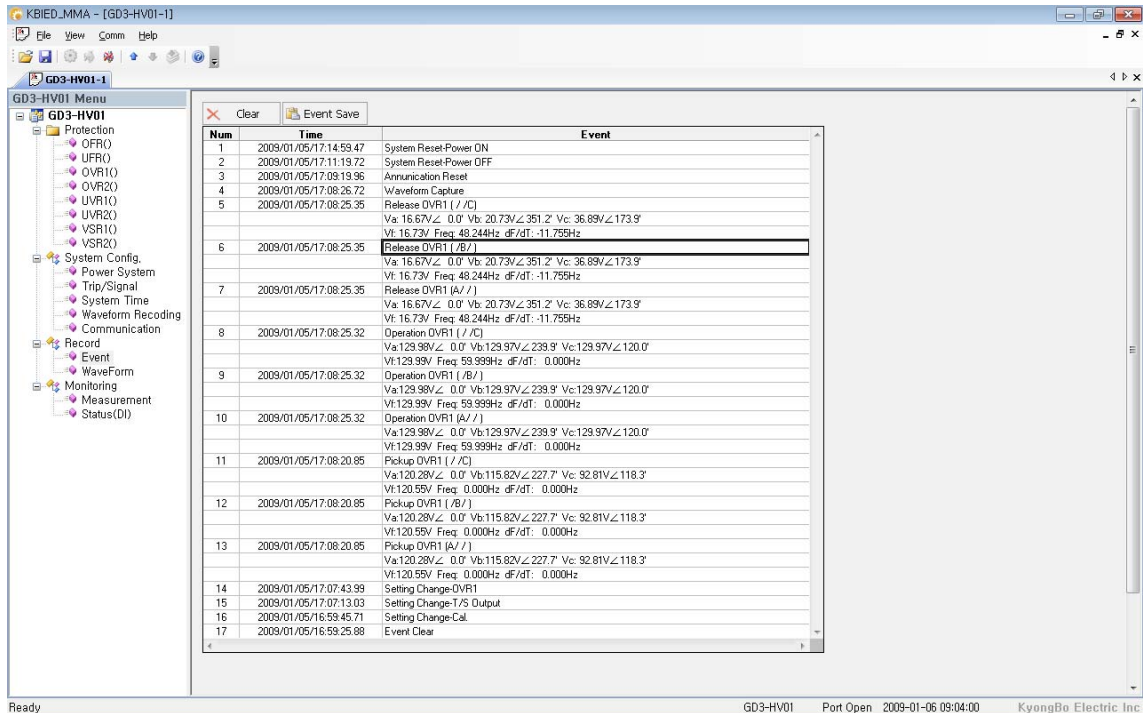 KBIED_MMA - [GD3-HV01-1]
File View Comm Help
GD3-HV01-1
GD3-HV01 Menu
GD3-HV01
Protection
OFR()
UFR()
OVR1()
OVR2()
UVR1()
UVR2()
VSR1()
VSR2()
System Config.
Power System
Trip/Signal
System Time
Waveform Recoding
Communication
Record
Event
WaveForm
Monitoring
Measurement
Status(DI)
Clear Event Save
Num Time Event
1 2009/01/05/17:14:59.47 System Reset-Power ON
2 2009/01/05/17:11:19.72 System Reset-Power OFF
3 2009/01/05/17:09:19.96 Annunication Reset
4 2009/01/05/17:08:26.72 Waveform Capture
5 2009/01/05/17:08:25.35 Release OVR1 ( / /C)
Va: 16.67V∠ 0.0' Vb: 20.73V∠351.2' Vc: 36.89V∠173.9'
Vf: 16.73V Freq: 48.244Hz dF/dT: -11.755Hz
6 2009/01/05/17:08:25.35 Release OVR1 ( /B/ )
Va: 16.67V∠ 0.0' Vb: 20.73V∠351.2' Vc: 36.89V∠173.9'
Vf: 16.73V Freq: 48.244Hz dF/dT: -11.755Hz
7 2009/01/05/17:08:25.35 Release OVR1 (A/ / )
Va: 16.67V∠ 0.0' Vb: 20.73V∠351.2' Vc: 36.89V∠173.9'
Vf: 16.73V Freq: 48.244Hz dF/dT: -11.755Hz
8 2009/01/05/17:08:25.32 Operation OVR1 ( / /C)
Va:129.98V∠ 0.0' Vb:129.97V∠239.9' Vc:129.97V∠120.0'
Vf:129.99V Freq: 59.999Hz dF/dT: 0.000Hz
9 2009/01/05/17:08:25.32 Operation OVR1 ( /B/ )
Va:129.98V∠ 0.0' Vb:129.97V∠239.9' Vc:129.97V∠120.0'
Vf:129.99V Freq: 59.999Hz dF/dT: 0.000Hz
10 2009/01/05/17:08:25.32 Operation OVR1 (A/ / )
Va:129.98V∠ 0.0' Vb:129.97V∠239.9' Vc:129.97V∠120.0'
Vf:129.99V Freq: 59.999Hz dF/dT: 0.000Hz
11 2009/01/05/17:08:20.85 Pickup OVR1 ( / /C)
Va:120.28V∠ 0.0' Vb:115.82V∠227.7' Vc: 92.81V∠118.3'
Vf:120.55V Freq: 0.000Hz dF/dT: 0.000Hz
12 2009/01/05/17:08:20.85 Pickup OVR1 ( /B/ )
Va:120.28V∠ 0.0' Vb:115.82V∠227.7' Vc: 92.81V∠118.3'
Vf:120.55V Freq: 0.000Hz dF/dT: 0.000Hz
13 2009/01/05/17:08:20.85 Pickup OVR1 (A/ / )
Va:120.28V∠ 0.0' Vb:115.82V∠227.7' Vc: 92.81V∠118.3'
Vf:120.55V Freq: 0.000Hz dF/dT: 0.000Hz
14 2009/01/05/17:07:43.99 Setting Change-OVR1
15 2009/01/05/17:07:13.03 Setting Change-T/S Output
16 2009/01/05/16:59:45.71 Setting Change-Cal.
17 2009/01/05/16:59:25.88 Event Clear
Ready GD3-HV01 Port Open 2009-01-06 09:04:00 KyongBo Electric Inc